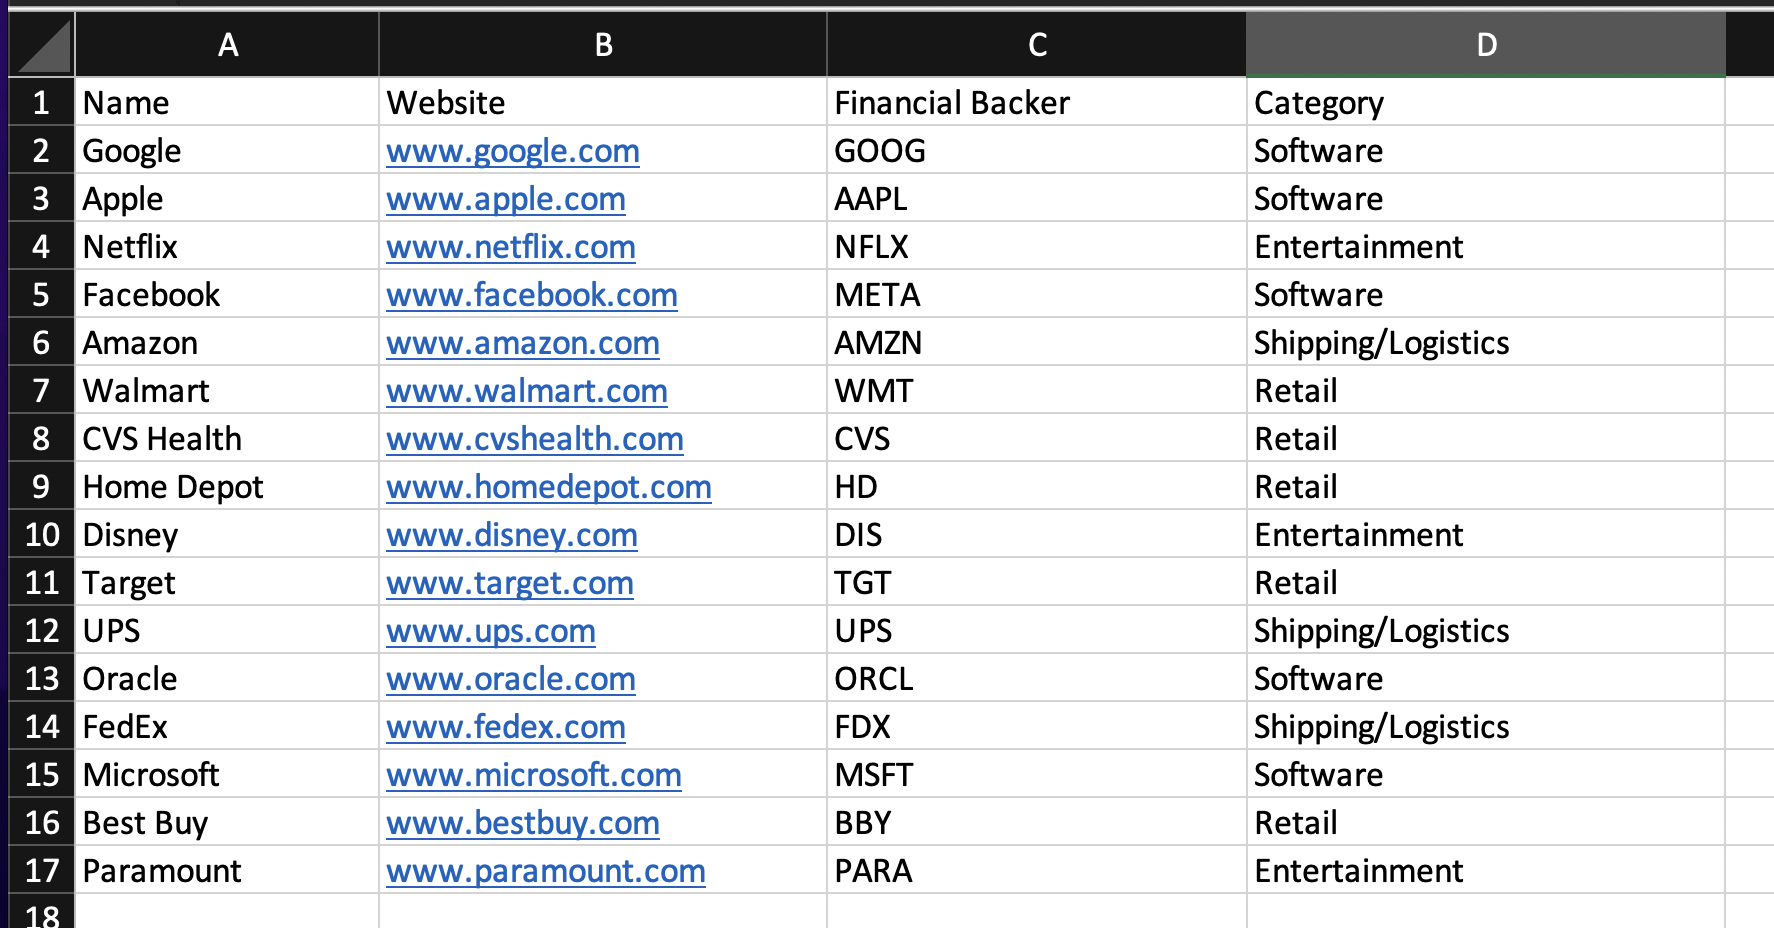 A B C D
1 Name Website Financial Backer Category
2 Google www.google.com GOOG Software
3 Apple www.apple.com AAPL Software
4 Netflix www.netflix.com NFLX Entertainment
5 Facebook www.facebook.com META Software
6 Amazon www.amazon.com AMZN Shipping/Logistics
7 Walmart www.walmart.com WMT Retail
8 CVS Health www.cvshealth.com CVS Retail
9 Home Depot www.homedepot.com HD Retail
10 Disney www.disney.com DIS Entertainment
11 Target www.target.com TGT Retail
12 UPS www.ups.com UPS Shipping/Logistics
13 Oracle www.oracle.com ORCL Software
14 FedEx www.fedex.com FDX Shipping/Logistics
15 Microsoft www.microsoft.com MSFT Software
16 Best Buy www.bestbuy.com BBY Retail
17 Paramount www.paramount.com PARA Entertainment
18